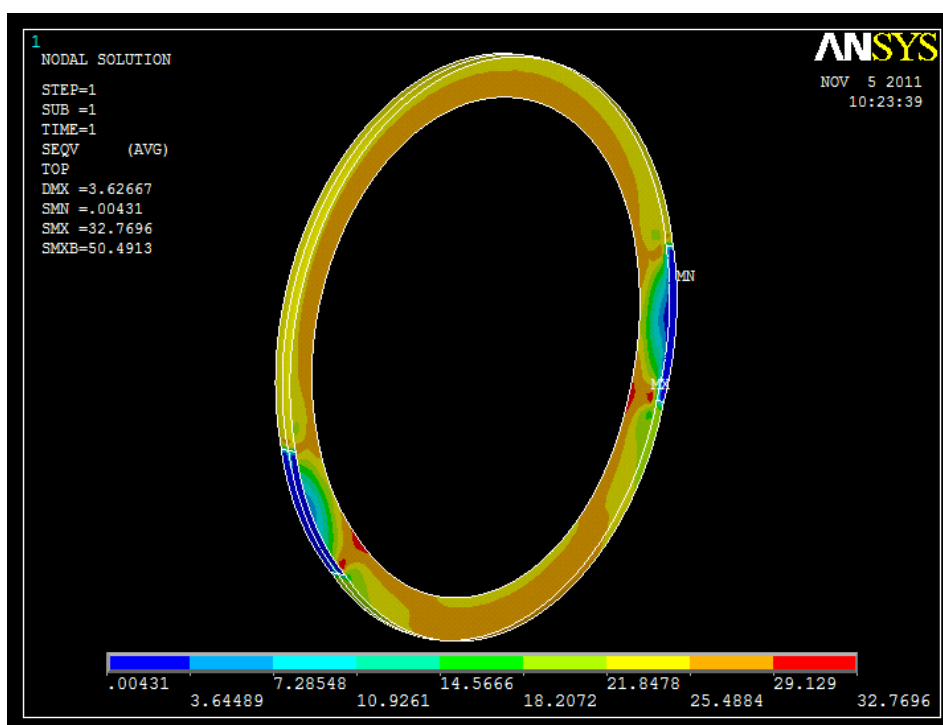 1
NODAL SOLUTION
STEP=1
SUB =1
TIME=1
SEQV (AVG)
TOP
DMX =3.62667
SMN =.00431
SMX =32.7696
SMXB=50.4913
ANSYS
NOV 5 2011
10:23:39
MN
MX
.00431 7.28548 14.5666 21.8478 29.129
3.64489 10.9261 18.2072 25.4884 32.7696